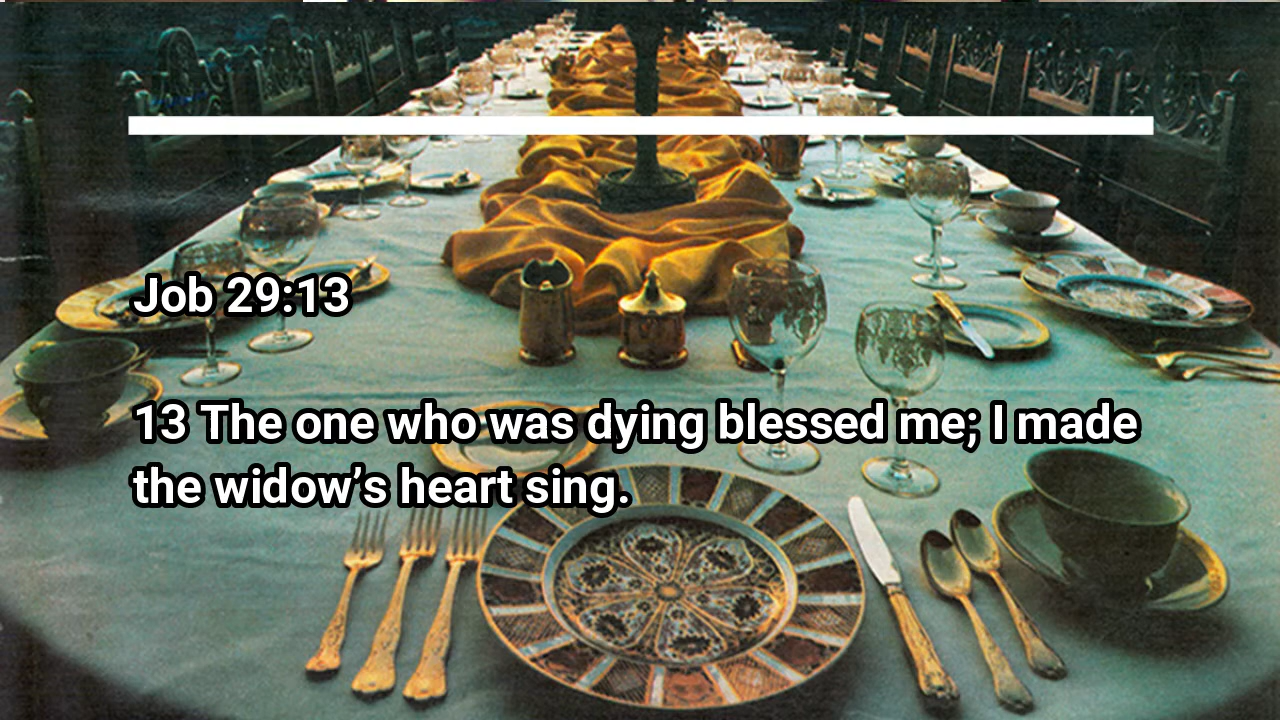 Job 29:13
13 The one who was dying blessed me; I made
the widow’s heart sing.